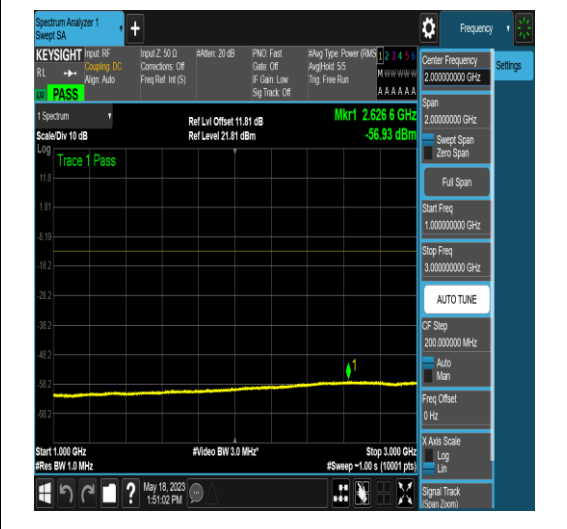 Spectrum Analyzer 1
Swept SA
Frequency
KEYSIGHT
RL
PASS
Input: RF
Coupling: DC
Align: Auto
Input Z: 50 Ω
Corrections: Off
Freq Ref: Int (S)
#Atten: 20 dB
PNO: Fast
Gate: Off
IF Gain: Low
Sig Track: Off
#Avg Type: Power (RMS
Avg|Hold: 5/5
Trig: Free Run
1 2 3 4 5 6
M W W W W W
A A A A A A
1 Spectrum
Scale/Div 10 dB
Ref Lvl Offset 11.81 dB
Ref Level 21.81 dBm
Mkr1 2.626 6 GHz
-56.93 dBm
Log
Trace 1 Pass
11.8
1.81
-8.19
-18.2
-28.2
-38.2
-48.2
-58.2
-68.2
1
Start 1.000 GHz
#Res BW 1.0 MHz
#Video BW 3.0 MHz*
Stop 3.000 GHz
#Sweep ~1.00 s (10001 pts)
?
May 18, 2023
1:51:02 PM
Center Frequency
2.000000000 GHz
Settings
Span
2.00000000 GHz
Swept Span
Zero Span
Full Span
Start Freq
1.000000000 GHz
Stop Freq
3.000000000 GHz
AUTO TUNE
CF Step
200.000000 MHz
Auto
Man
Freq Offset
0 Hz
X Axis Scale
Log
Lin
Signal Track
(Span Zoom)